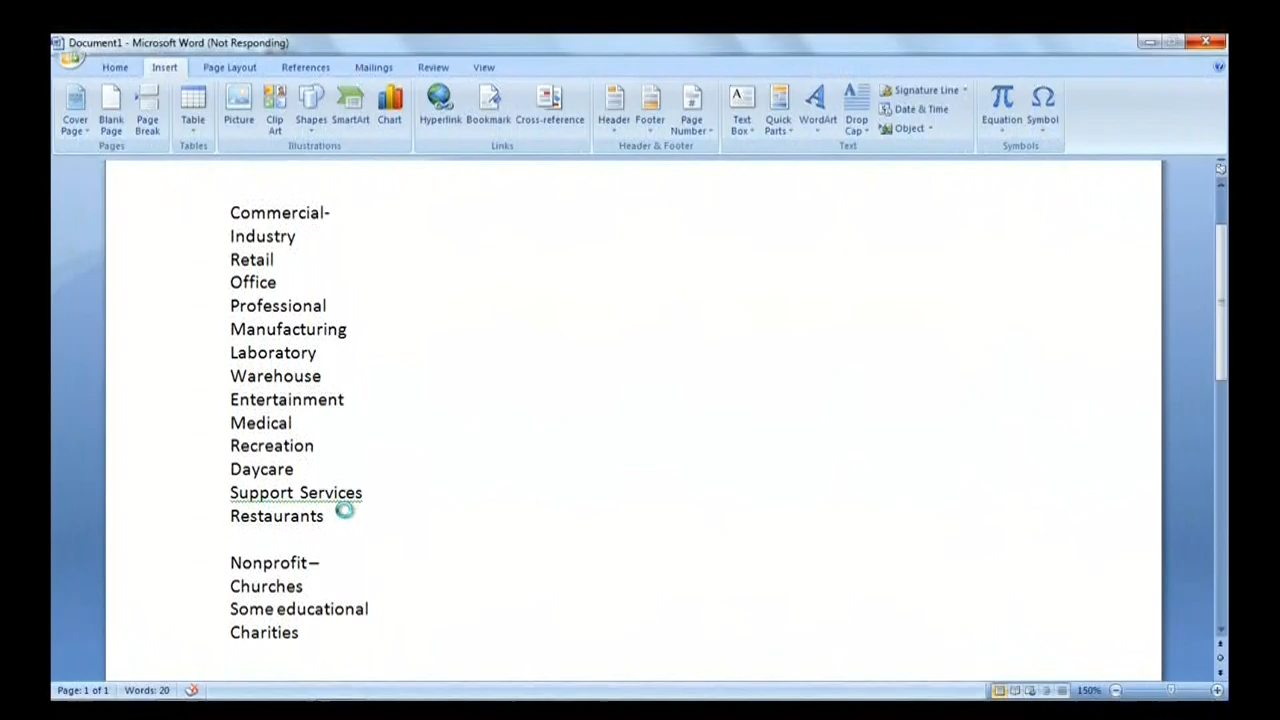 Document1 - Microsoft Word (Not Responding)
Home Insert Page Layout References Mailings Review View
Cover Page Blank Page Page Break Table Picture Clip Art Shapes SmartArt Chart Hyperlink Bookmark Cross-reference Header Footer Page Number Text Box Quick Parts WordArt Drop Cap Signature Line Date & Time Object Equation Symbol
Pages Tables Illustrations Links Header & Footer Text Symbols
Commercial-
Industry
Retail
Office
Professional
Manufacturing
Laboratory
Warehouse
Entertainment
Medical
Recreation
Daycare
Support Services
Restaurants
Nonprofit–
Churches
Some educational
Charities
Page: 1 of 1 Words: 20 150%